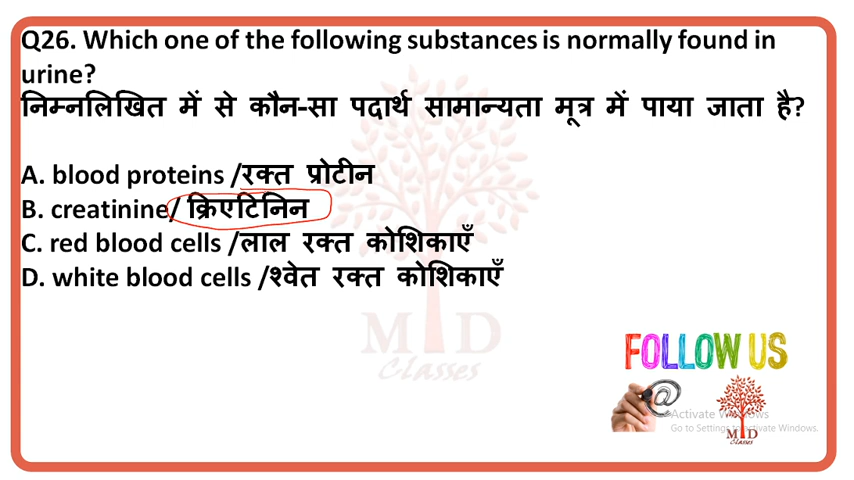 Q26. Which one of the following substances is normally found in
urine?
निम्नलिखित में से कौन-सा पदार्थ सामान्यता मूत्र में पाया जाता है?
A. blood proteins /रक्त प्रोटीन
B. creatinine/ क्रिएटिनिन
C. red blood cells /लाल रक्त कोशिकाएँ
D. white blood cells /श्वेत रक्त कोशिकाएँ
M D
Classes
FOLLOW US
@
Activate Windows
Go to Settings to activate Windows.
M D
Classes